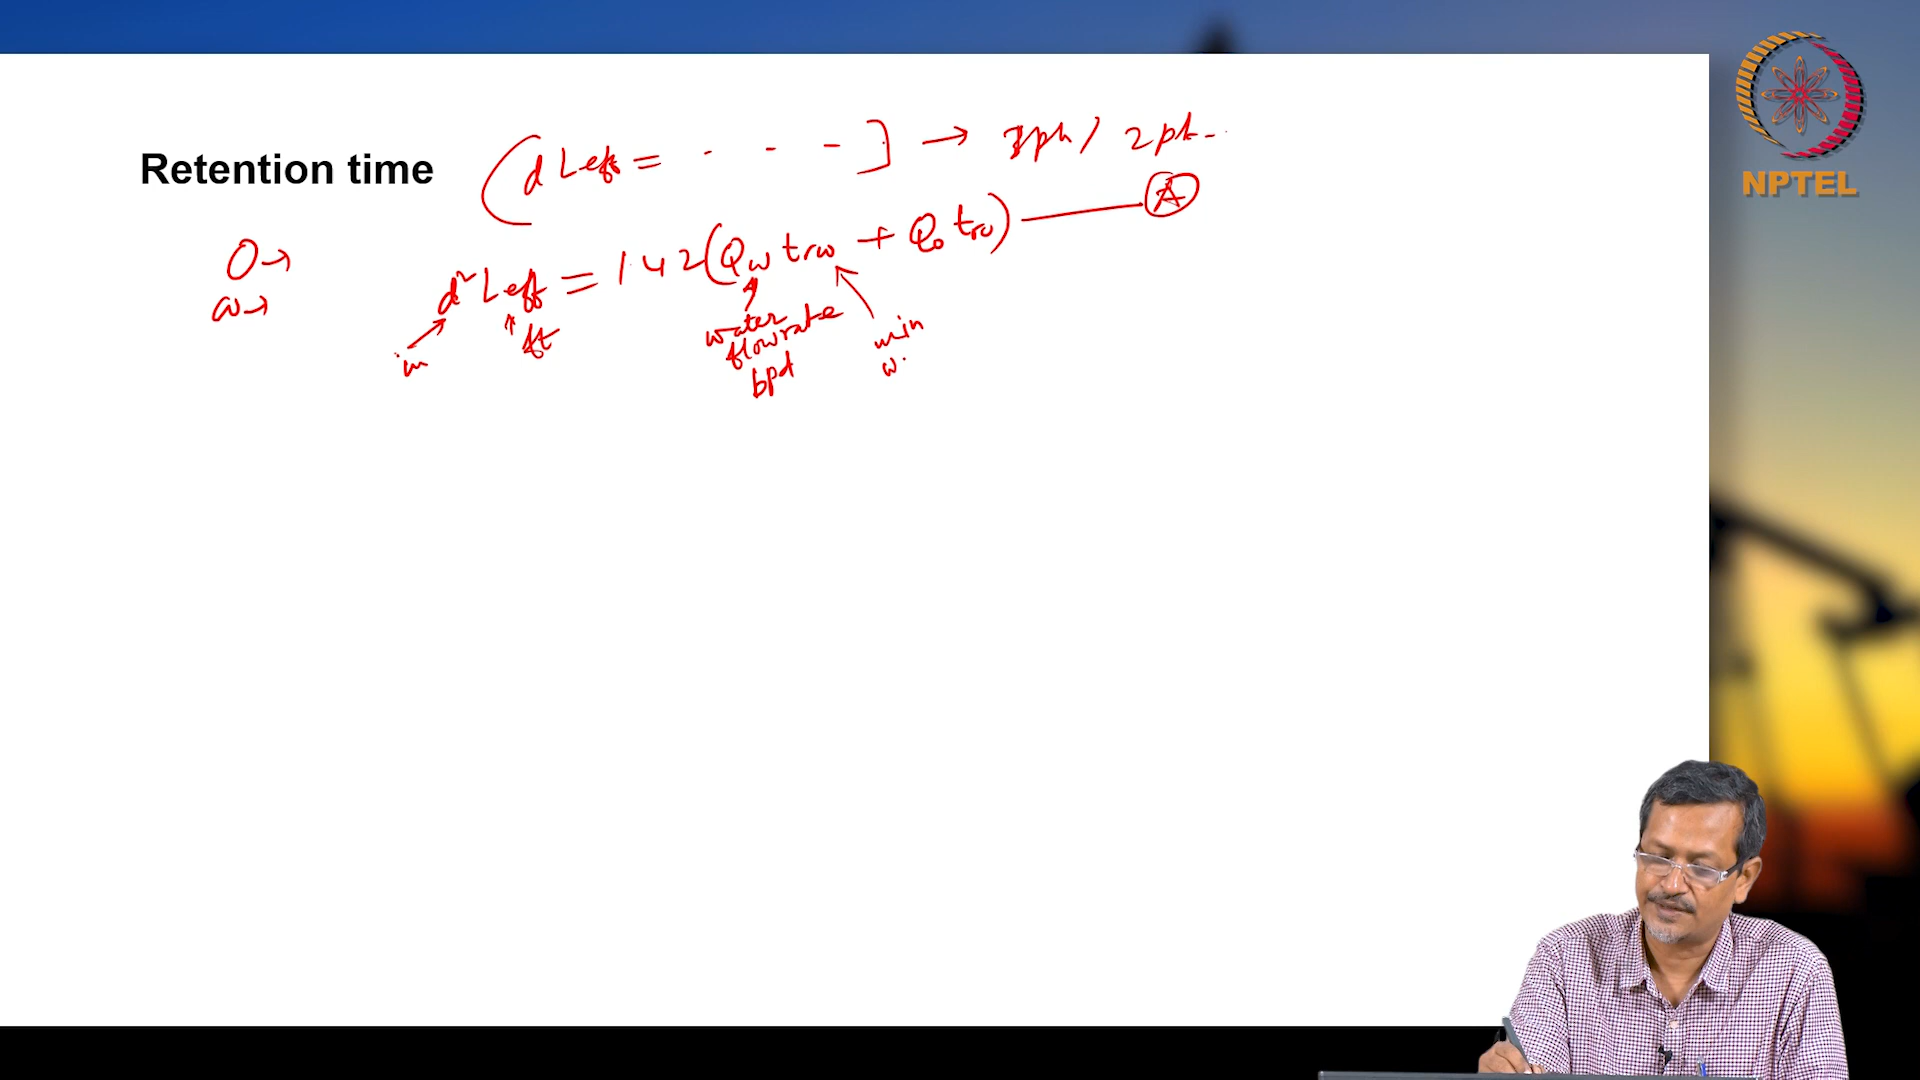 Retention time
(d Leff = - - - ] → 3ph / 2ph -
O →
w →
d² Leff = 1.42 (Qw trw + Qo tro) — A
in
ft
water
flowrate
bpd
min
w.
NPTEL